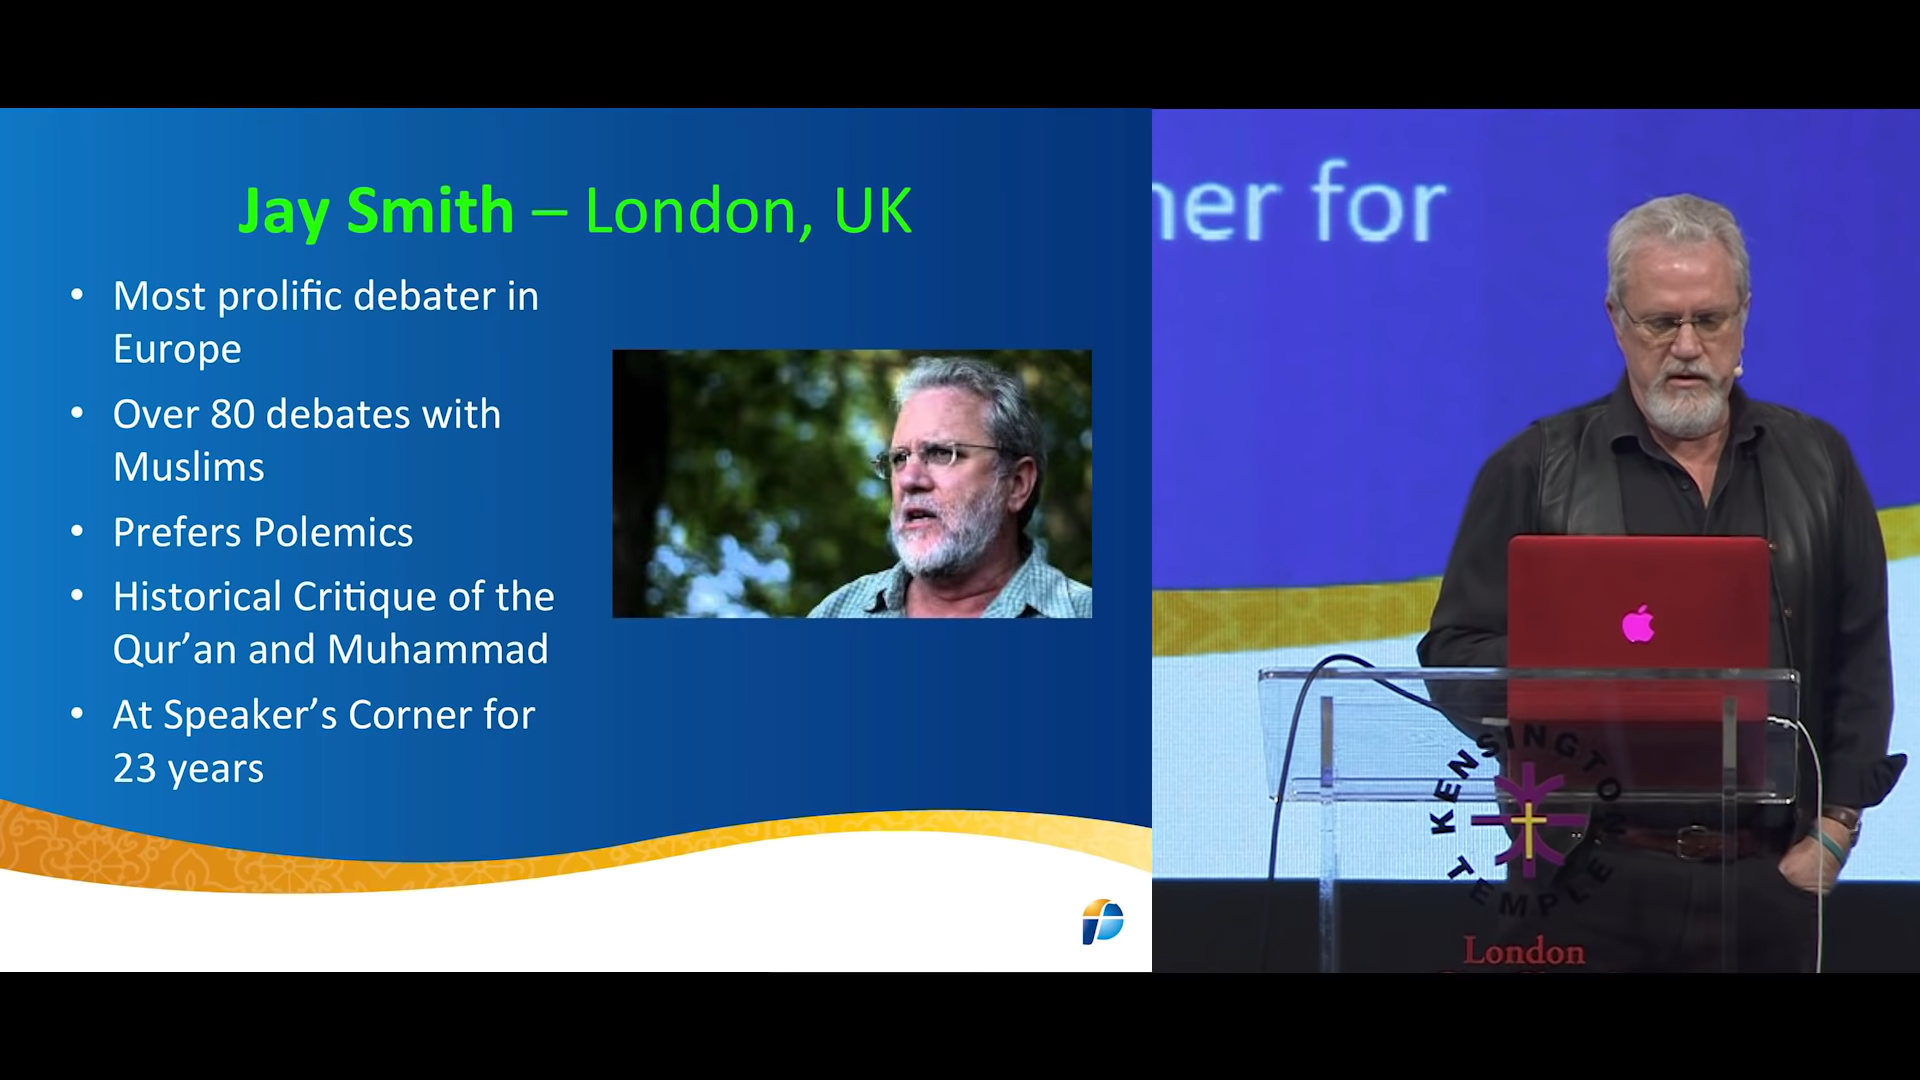 Jay Smith – London, UK
• Most prolific debater in
Europe
• Over 80 debates with
Muslims
• Prefers Polemics
• Historical Critique of the
Qur’an and Muhammad
• At Speaker’s Corner for
23 years
ner for
KENSINGTON
TEMPLE
London